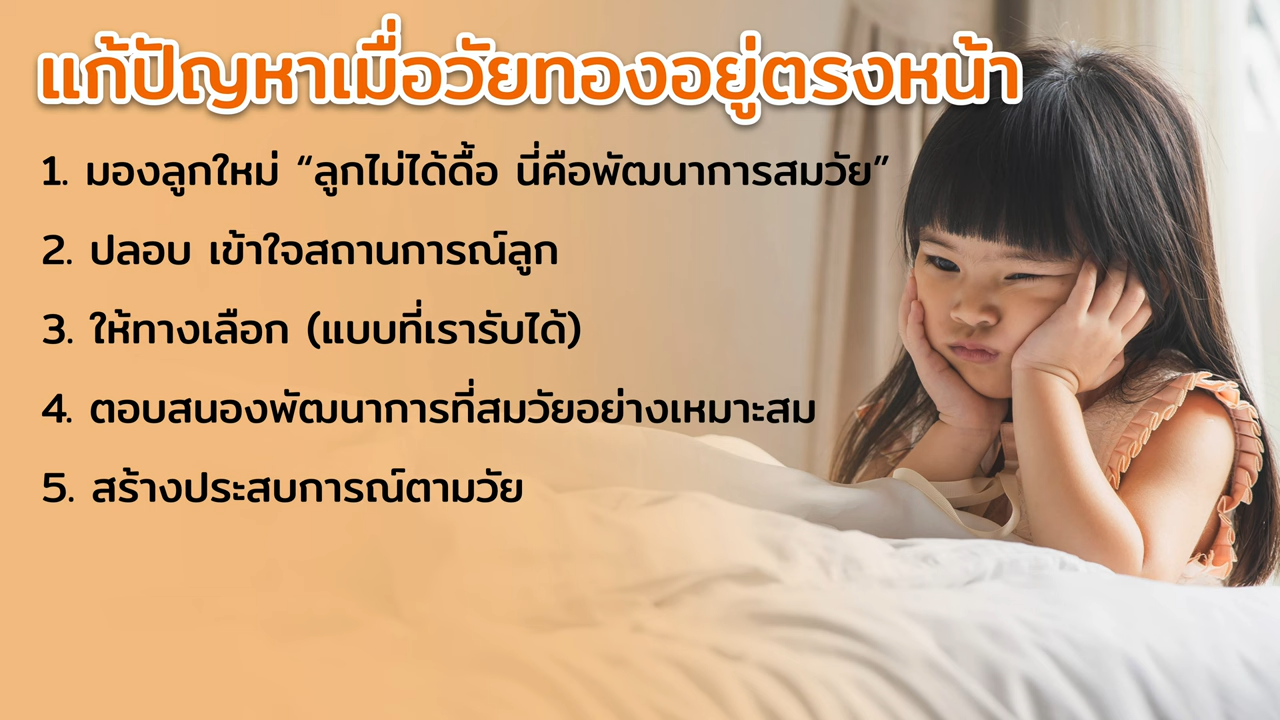 แก้ปัญหาเมื่อวัยทองอยู่ตรงหน้า
1. มองลูกใหม่ “ลูกไม่ได้ดื้อ นี่คือพัฒนาการสมวัย”
2. ปลอบ เข้าใจสถานการณ์ลูก
3. ให้ทางเลือก (แบบที่เรารับได้)
4. ตอบสนองพัฒนาการที่สมวัยอย่างเหมาะสม
5. สร้างประสบการณ์ตามวัย